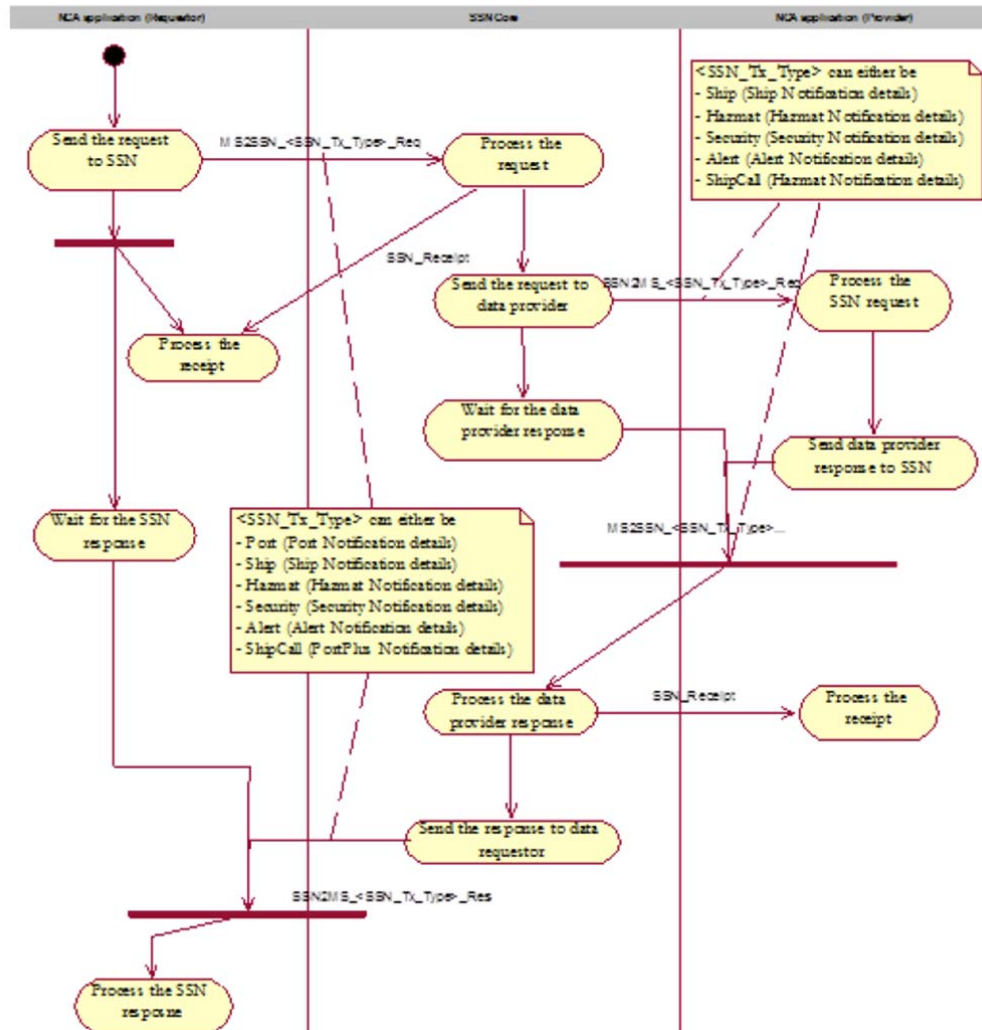 NCA application (Requestor)
SSN Core
NCA application (Provider)
<SSN_Tx_Type> can either be
- Ship (Ship Notification details)
- Hazmat (Hazmat Notification details)
- Security (Security Notification details)
- Alert (Alert Notification details)
- ShipCall (Hazmat Notification details)
Send the request
to SSN
MS2SSN_<SSN_Tx_Type>_Req
Process the
request
SSN_Receipt
Send the request to
data provider
SSN2MS_<SSN_Tx_Type>_Req
Process the
SSN request
Process the
receipt
Wait for the data
provider response
Send data provider
response to SSN
Wait for the SSN
response
<SSN_Tx_Type> can either be
- Port (Port Notification details)
- Ship (Ship Notification details)
- Hazmat (Hazmat Notification details)
- Security (Security Notification details)
- Alert (Alert Notification details)
- ShipCall (PortPlus Notification details)
MS2SSN_<SSN_Tx_Type>...
Process the data
provider response
SSN_Receipt
Process the
receipt
Send the response to data
requestor
SSN2MS_<SSN_Tx_Type>_Res
Process the SSN
resporne